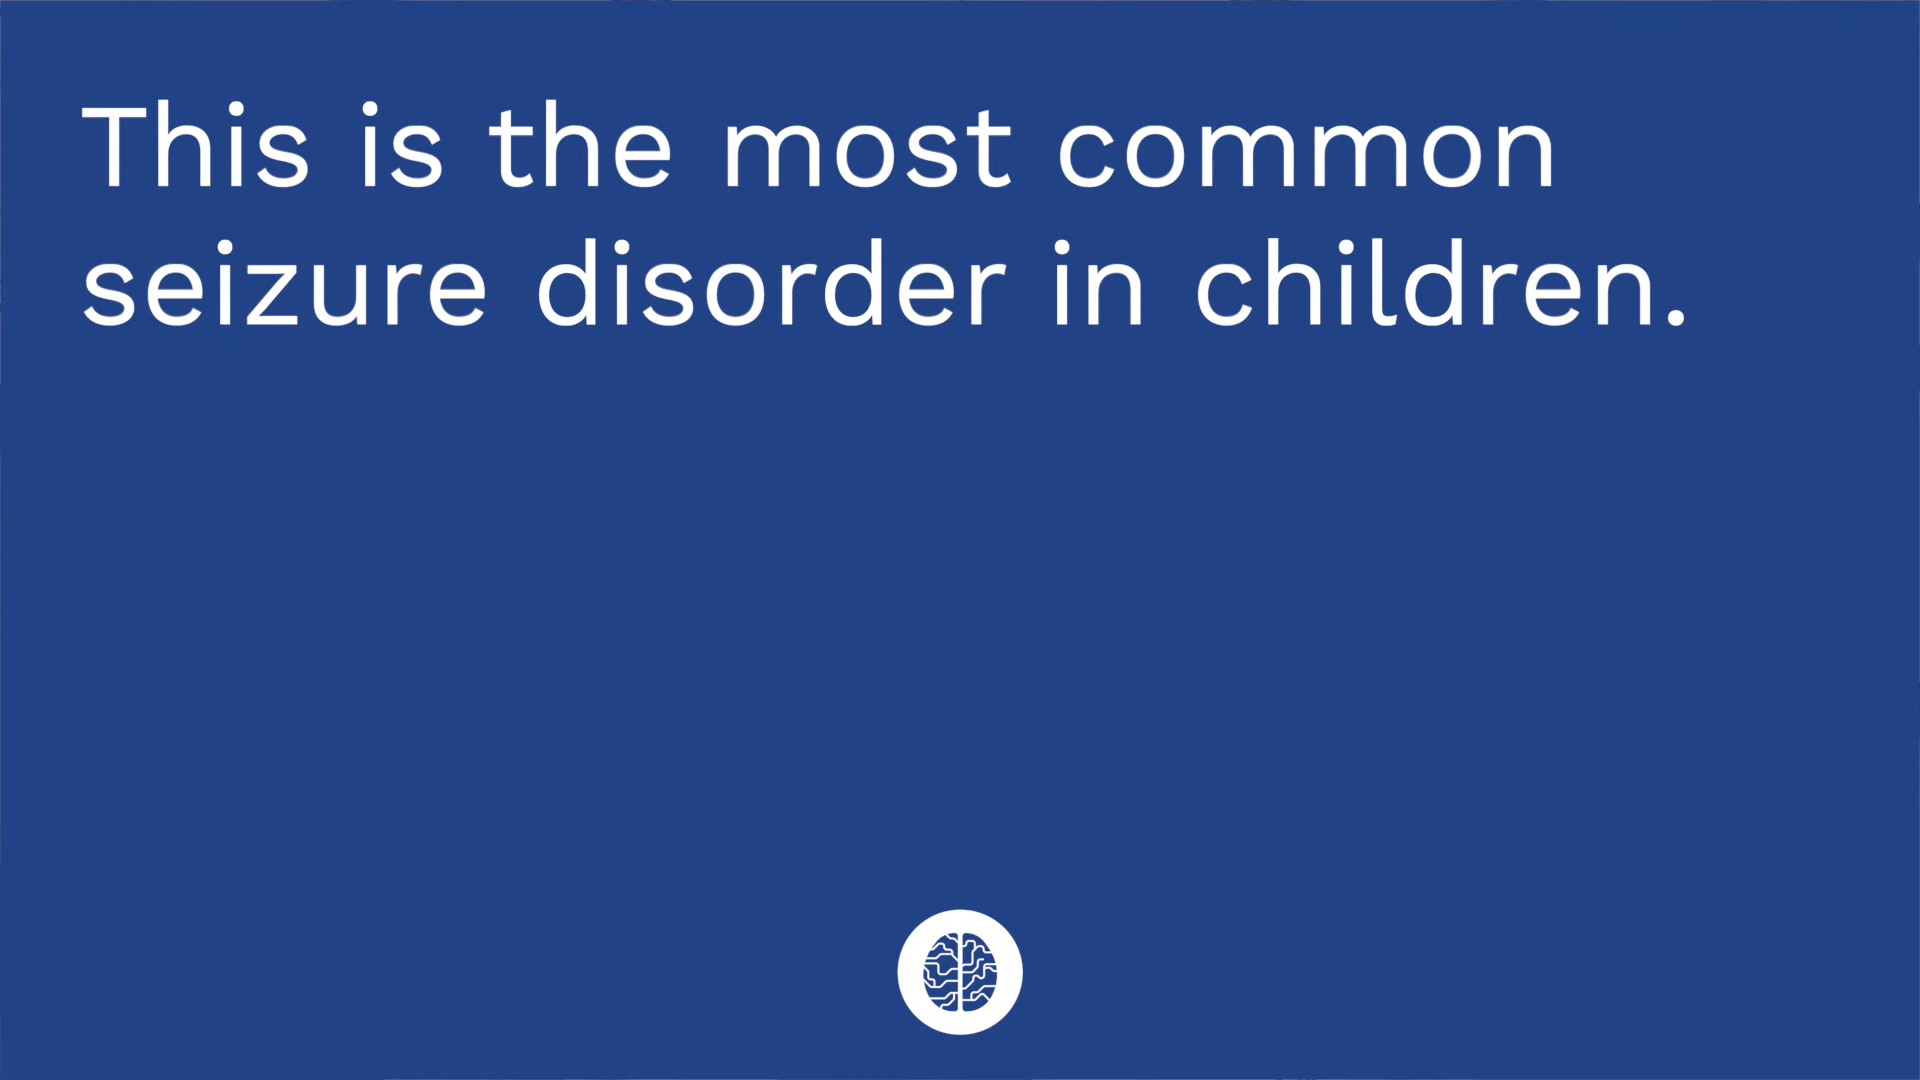 This is the most common
seizure disorder in children.